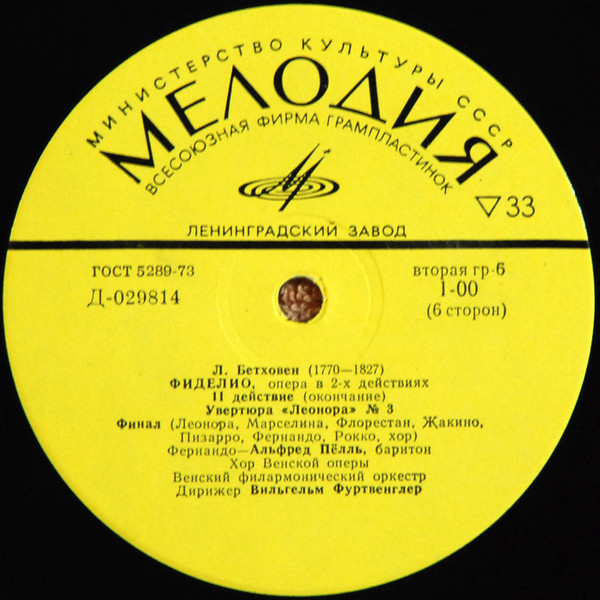 МИНИСТЕРСТВО КУЛЬТУРЫ СССР
МЕЛОДИЯ
ВСЕСОЮЗНАЯ ФИРМА ГРАМПЛАСТИНОК
▽33
ЛЕНИНГРАДСКИЙ ЗАВОД
ГОСТ 5289-73
Д-029814
вторая гр-6
1-00
(6 сторон)
Л. Бетховен (1770—1827)
ФИДЕЛИО, опера в 2-х действиях
II действие (окончание)
Увертюра «Леонора» № 3
Финал (Леонора, Марселина, Флорестан, Жакино,
Пизарро, Фернандо, Рокко, хор)
Фернандо—Альфред Пёлль, баритон
Хор Венской оперы
Венский филармонический оркестр
Дирижер Вильгельм Фуртвенглер